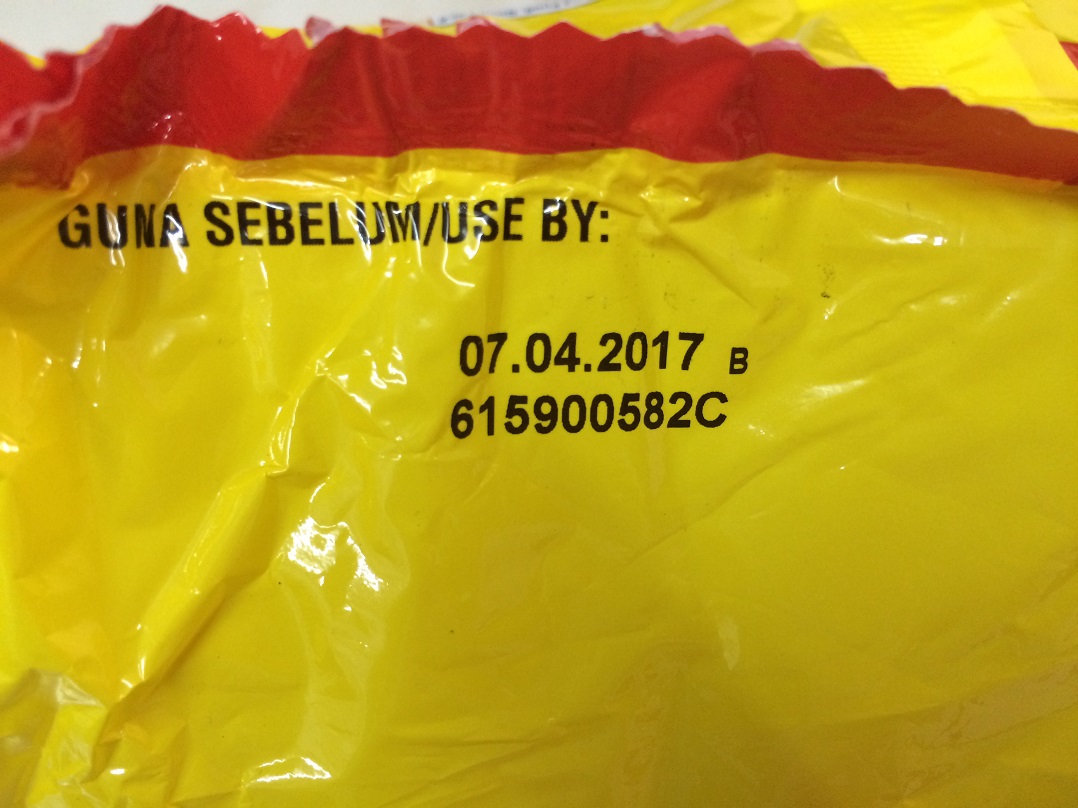 GUNA SEBELUM/USE BY:
07.04.2017 B
615900582C